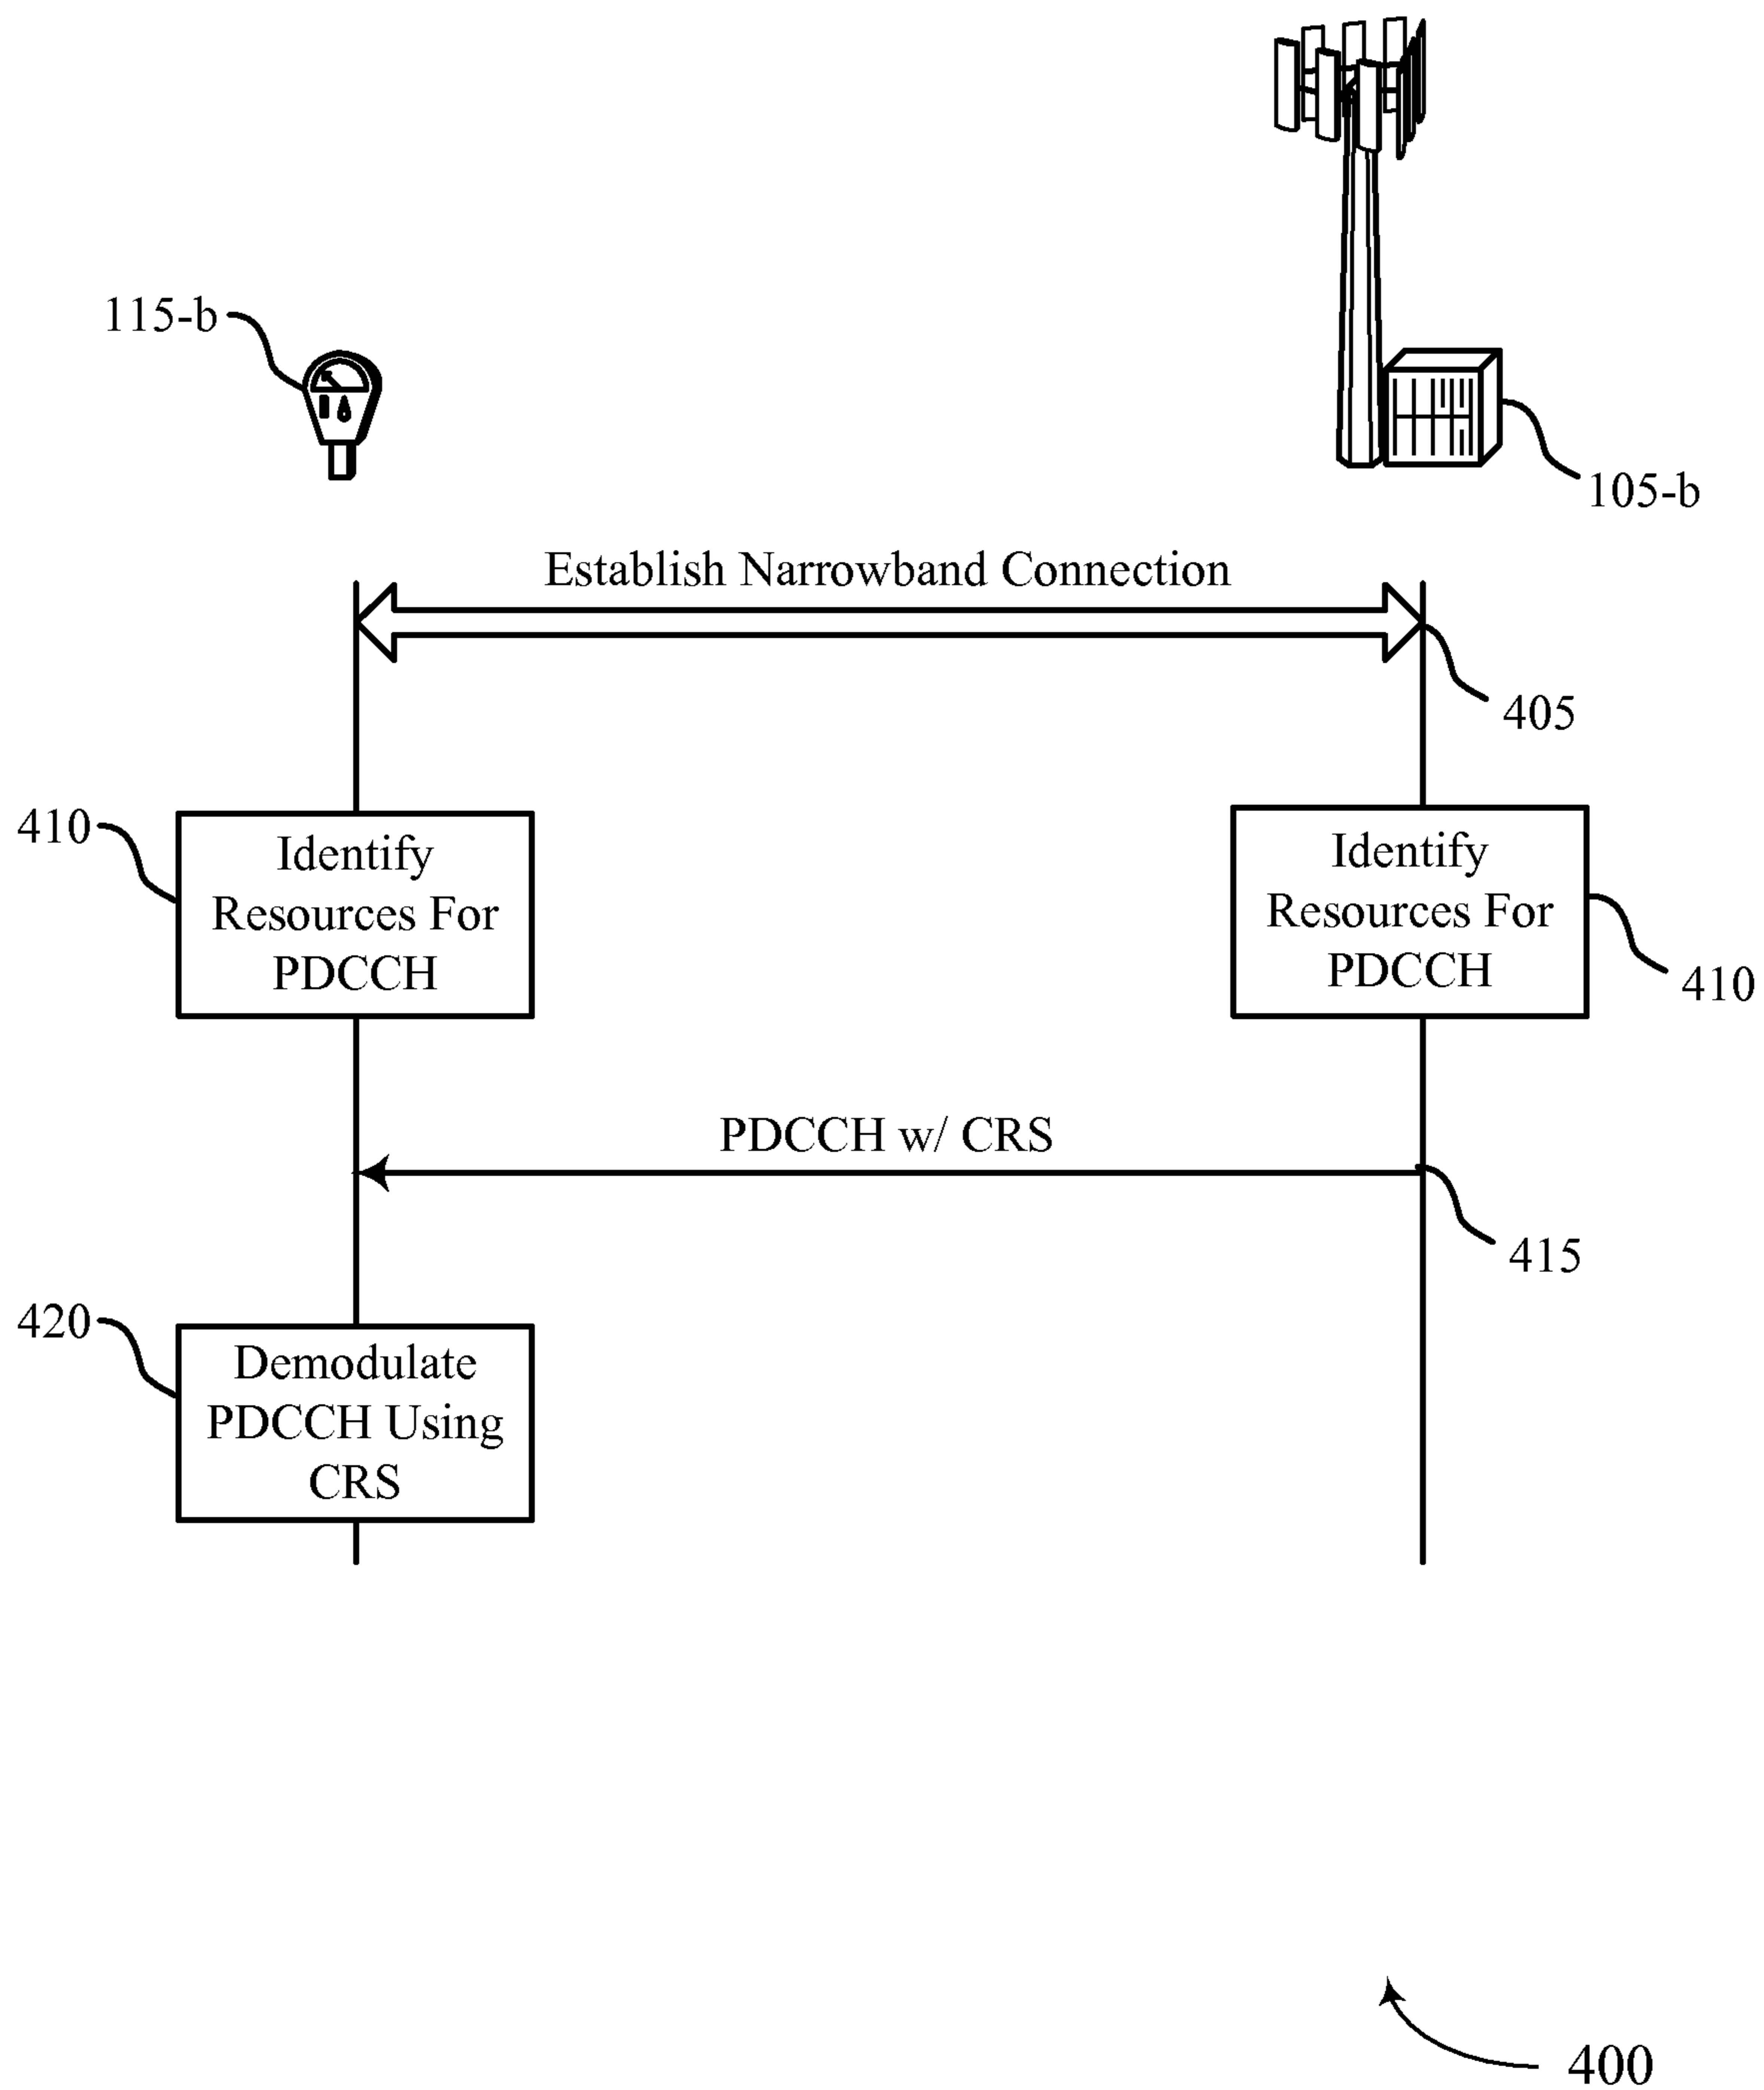 115-b
105-b
Establish Narrowband Connection
405
410
Identify
Resources For
PDCCH
Identify
Resources For
PDCCH
410
PDCCH w/ CRS
415
420
Demodulate
PDCCH Using
CRS
400